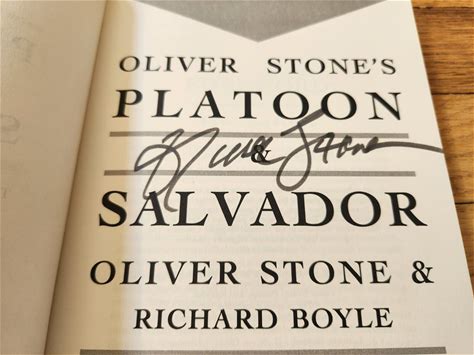 OLIVER STONE'S
PLATOON
&
SALVADOR
OLIVER STONE &
RICHARD BOYLE